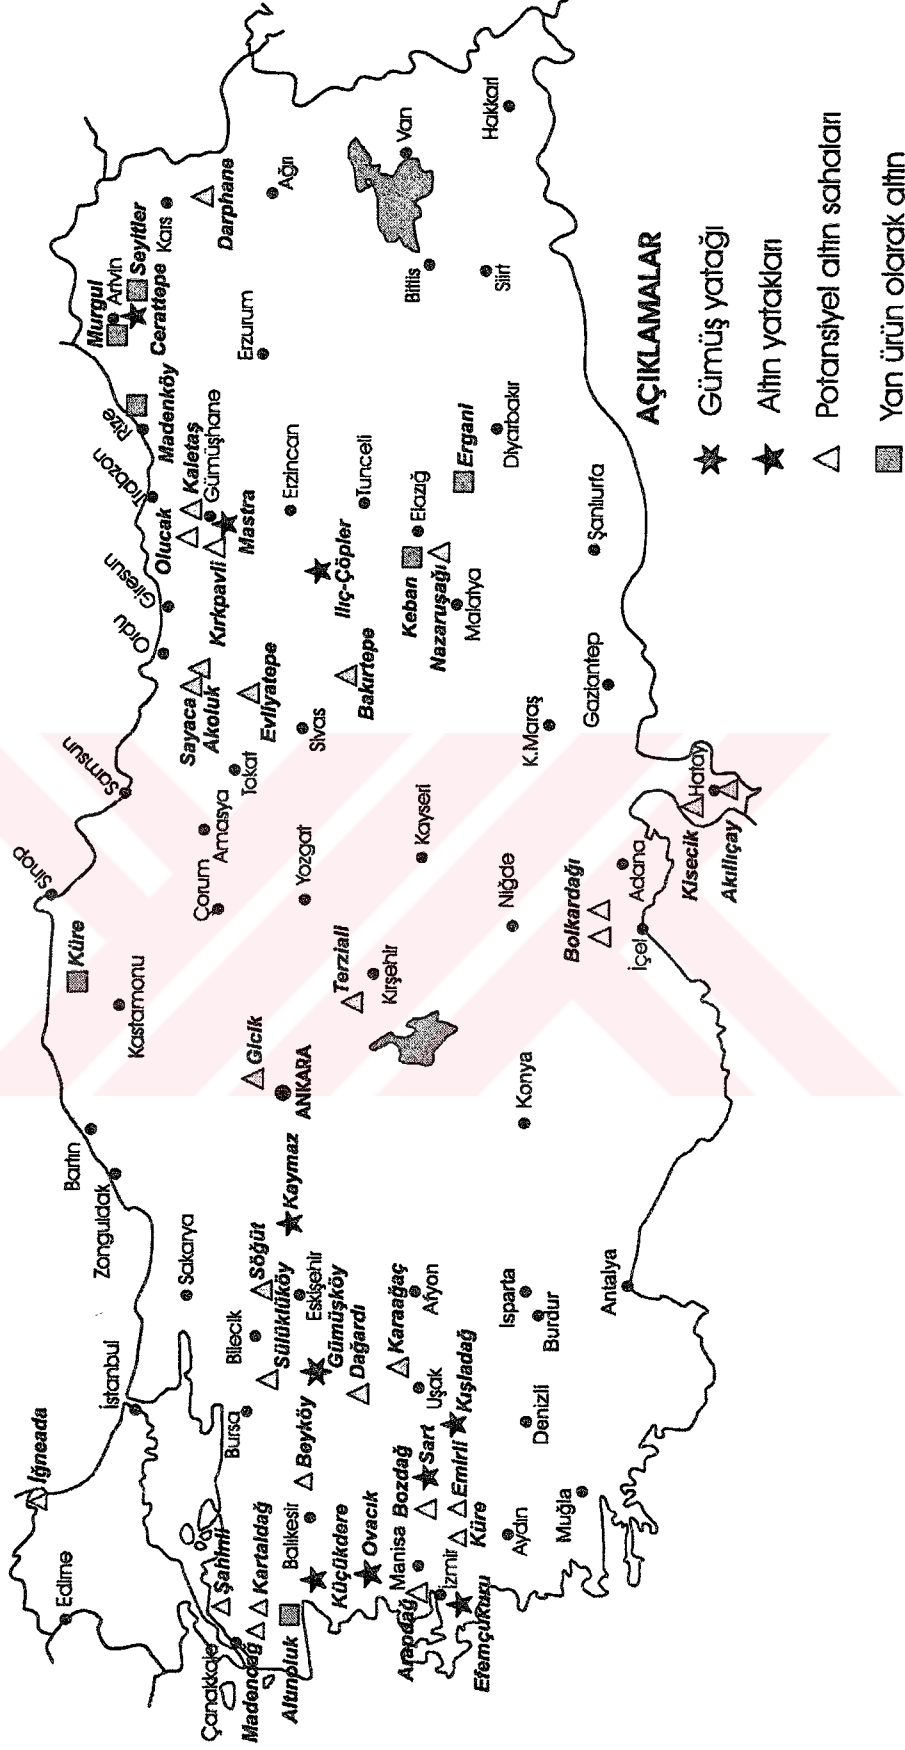 İğneada
Edirne
İstanbul
Çanakkale
Şahinli
Kartaldağ
Madendağ
Altınoluk
Balıkesir
Küçükdere
Ovacık
Bursa
Bilecik
Sakarya
Zonguldak
Bartın
Kastamonu
Küre
Sinop
Samsun
Ordu
Giresun
Trabzon
Rize
Madenköy
Murgul
Artvin
Seyitler
Cerattepe
Kars
Darphane
Ağrı
Söğüt
Sülüklüköy
Eskişehir
Gümüşköy
Dağardı
Beyköy
Kaymaz
ANKARA
Gicik
Çorum
Amasya
Tokat
Yozgat
Sivas
Sayaca
Akoluk
Evliyatepe
Kırkpavli
Olucak
Kaletaş
Gümüşhane
Mastra
Erzincan
Erzurum
Bakırtepe
Iliç-Çöpler
Tunceli
Terziali
Kırşehir
Kayseri
Keban
Elazığ
Nazaruşağı
Malatya
Ergani
Diyarbakır
Bitlis
Van
Siirt
Hakkari
Arapdağ
Manisa
Bozdağ
Sart
İzmir
Emirli
Küre
Efemçukuru
Uşak
Kışladağ
Karaağaç
Afyon
Aydın
Denizli
Muğla
Isparta
Burdur
Antalya
Konya
Niğde
Bolkardağı
İçel
Adana
K.Maraş
Gaziantep
Şanlıurfa
Hatay
Kisecik
Akıllıçay
AÇIKLAMALAR
Gümüş yatağı
Altın yatakları
Potansiyel altın sahaları
Yan ürün olarak altın